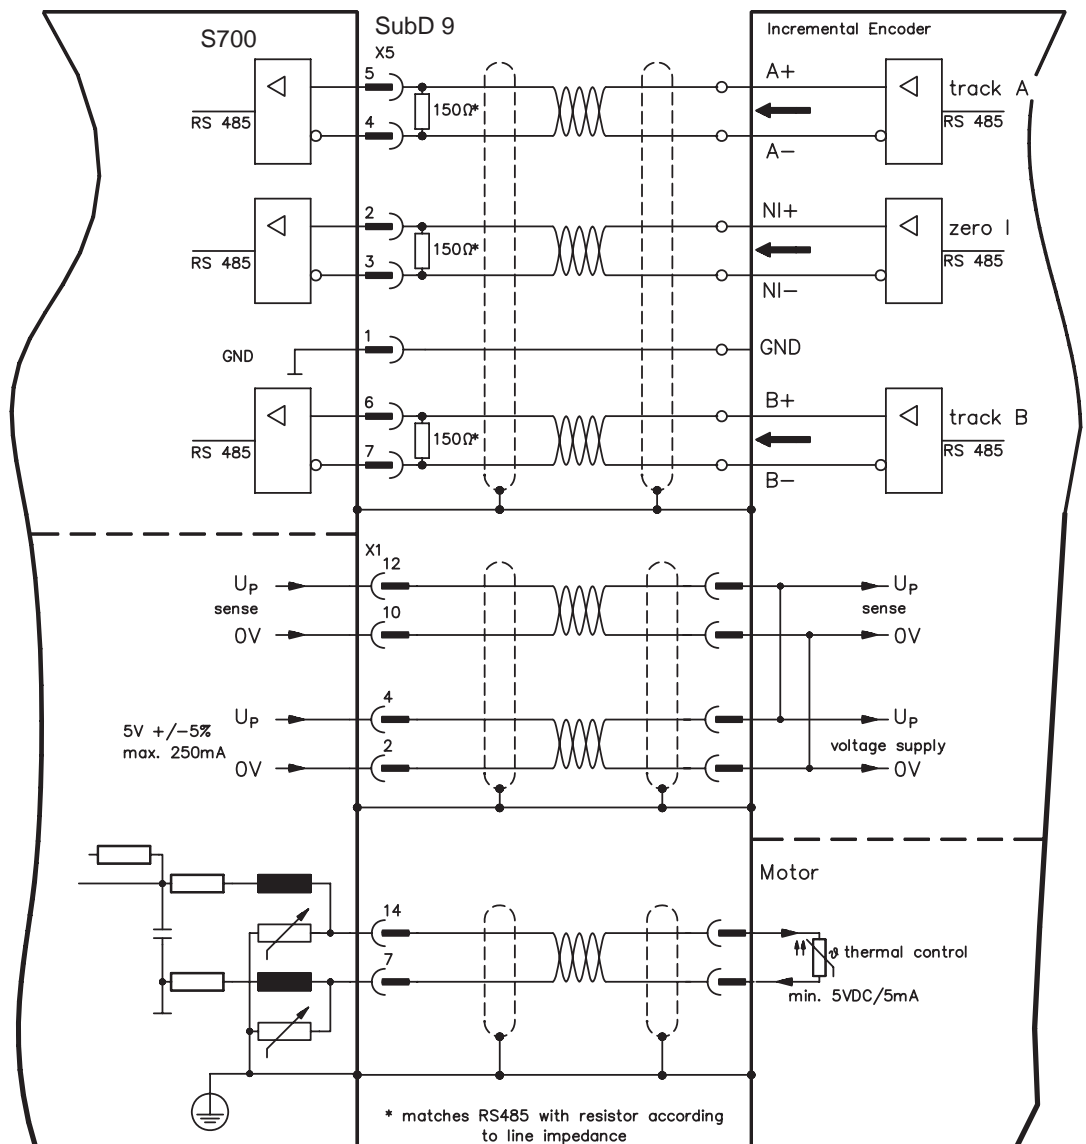 S700
SubD 9
Incremental Encoder
X5
5
A+
track A
RS 485
150Ω*
RS 485
4
A−
2
NI+
zero I
RS 485
150Ω*
RS 485
3
NI−
1
GND
GND
6
B+
track B
RS 485
150Ω*
RS 485
7
B−
X1
12
UP
UP
sense
10
sense
0V
0V
4
UP
UP
5V +/−5%
max. 250mA
2
voltage supply
0V
0V
Motor
14
ϑ thermal control
7
min. 5VDC/5mA
* matches RS485 with resistor according
to line impedance